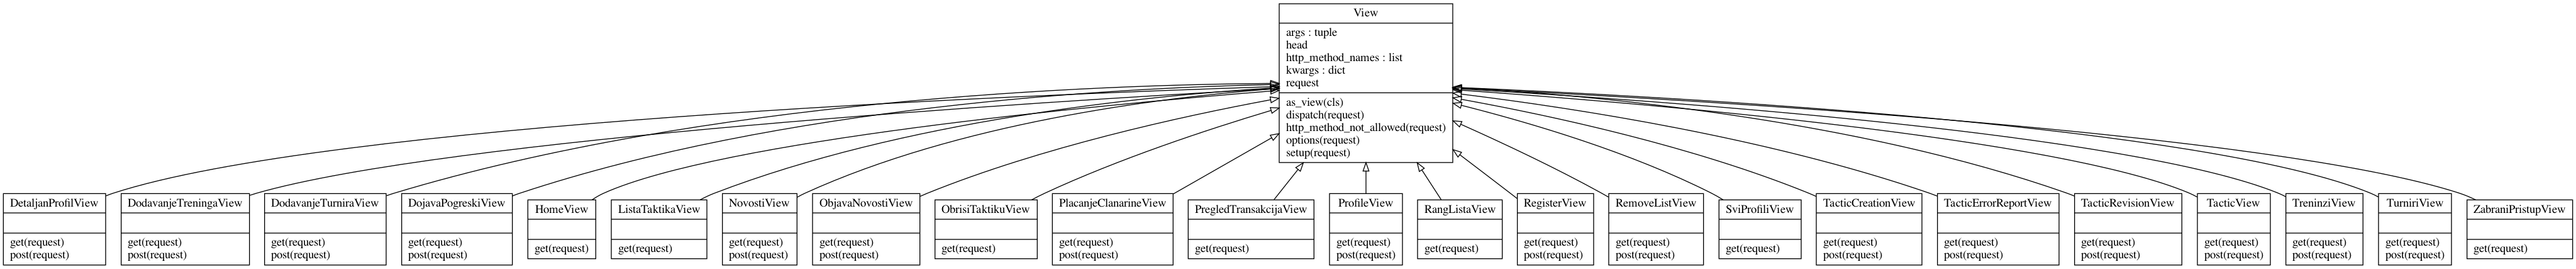 View
args : tuple
head
http_method_names : list
kwargs : dict
request
as_view(cls)
dispatch(request)
http_method_not_allowed(request)
options(request)
setup(request)
DetaljanProfilView
get(request)
post(request)
DodavanjeTreningaView
get(request)
post(request)
DodavanjeTurniraView
get(request)
post(request)
DojavaPogreskiView
get(request)
post(request)
HomeView
get(request)
ListaTaktikaView
get(request)
NovostiView
get(request)
post(request)
ObjavaNovostiView
get(request)
post(request)
ObrisiTaktikuView
get(request)
PlacanjeClanarineView
get(request)
post(request)
PregledTransakcijaView
get(request)
ProfileView
get(request)
post(request)
RangListaView
get(request)
RegisterView
get(request)
post(request)
RemoveListView
get(request)
post(request)
SviProfiliView
get(request)
TacticCreationView
get(request)
post(request)
TacticErrorReportView
get(request)
post(request)
TacticRevisionView
get(request)
post(request)
TacticView
get(request)
post(request)
TreninziView
get(request)
post(request)
TurniriView
get(request)
post(request)
ZabraniPristupView
get(request)